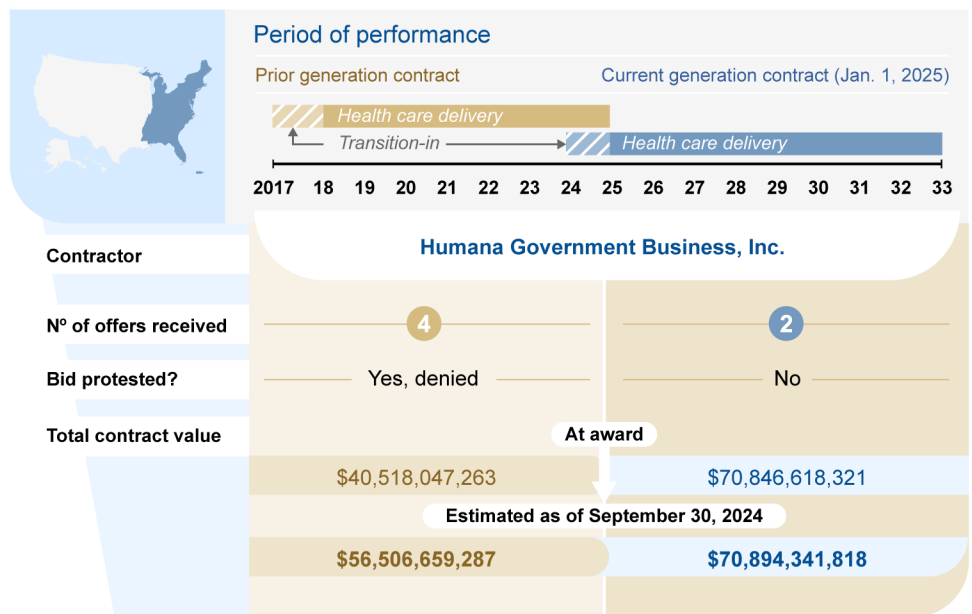 Period of performance
Prior generation contract
Current generation contract (Jan. 1, 2025)
Health care delivery
Transition-in
Health care delivery
2017 18 19 20 21 22 23 24 25 26 27 28 29 30 31 32 33
Contractor
Humana Government Business, Inc.
Nº of offers received
4
2
Bid protested?
Yes, denied
No
Total contract value
At award
$40,518,047,263
$70,846,618,321
Estimated as of September 30, 2024
$56,506,659,287
$70,894,341,818